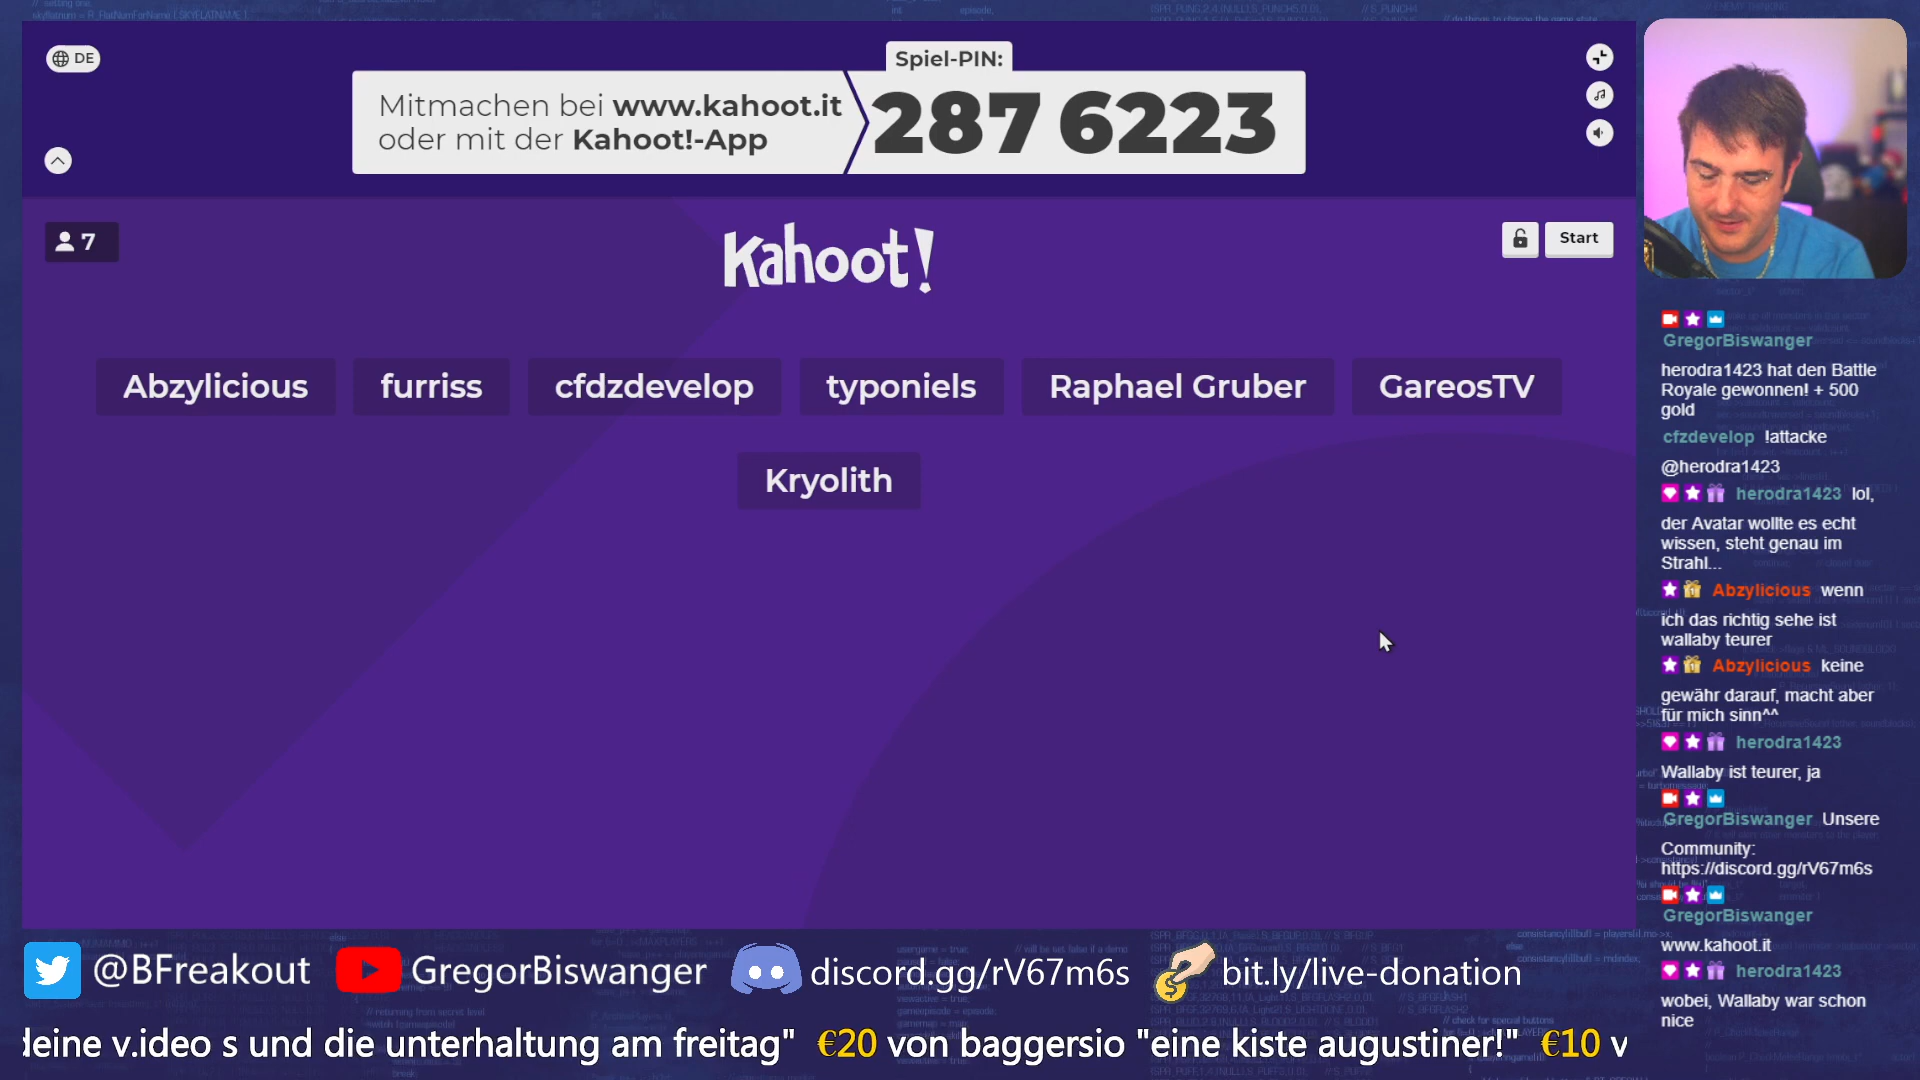 DE
Spiel-PIN:
Mitmachen bei www.kahoot.it
oder mit der Kahoot!-App
287 6223
7
Kahoot!
Start
Abzylicious
furriss
cfdzdevelop
typoniels
Raphael Gruber
GareosTV
Kryolith
GregorBiswanger
herodra1423 hat den Battle
Royale gewonnen! + 500
gold
cfzdevelop !attacke
@herodra1423
herodra1423 lol,
der Avatar wollte es echt
wissen, steht genau im
Strahl...
Abzylicious wenn
ich das richtig sehe ist
wallaby teurer
Abzylicious keine
gewähr darauf, macht aber
für mich sinn^^
herodra1423
Wallaby ist teurer, ja
GregorBiswanger Unsere
Community:
https://discord.gg/rV67m6s
GregorBiswanger
www.kahoot.it
herodra1423
wobei, Wallaby war schon
nice
@BFreakout
GregorBiswanger
discord.gg/rV67m6s
bit.ly/live-donation
deine v.ideo s und die unterhaltung am freitag" €20 von baggersio "eine kiste augustiner!" €10 v